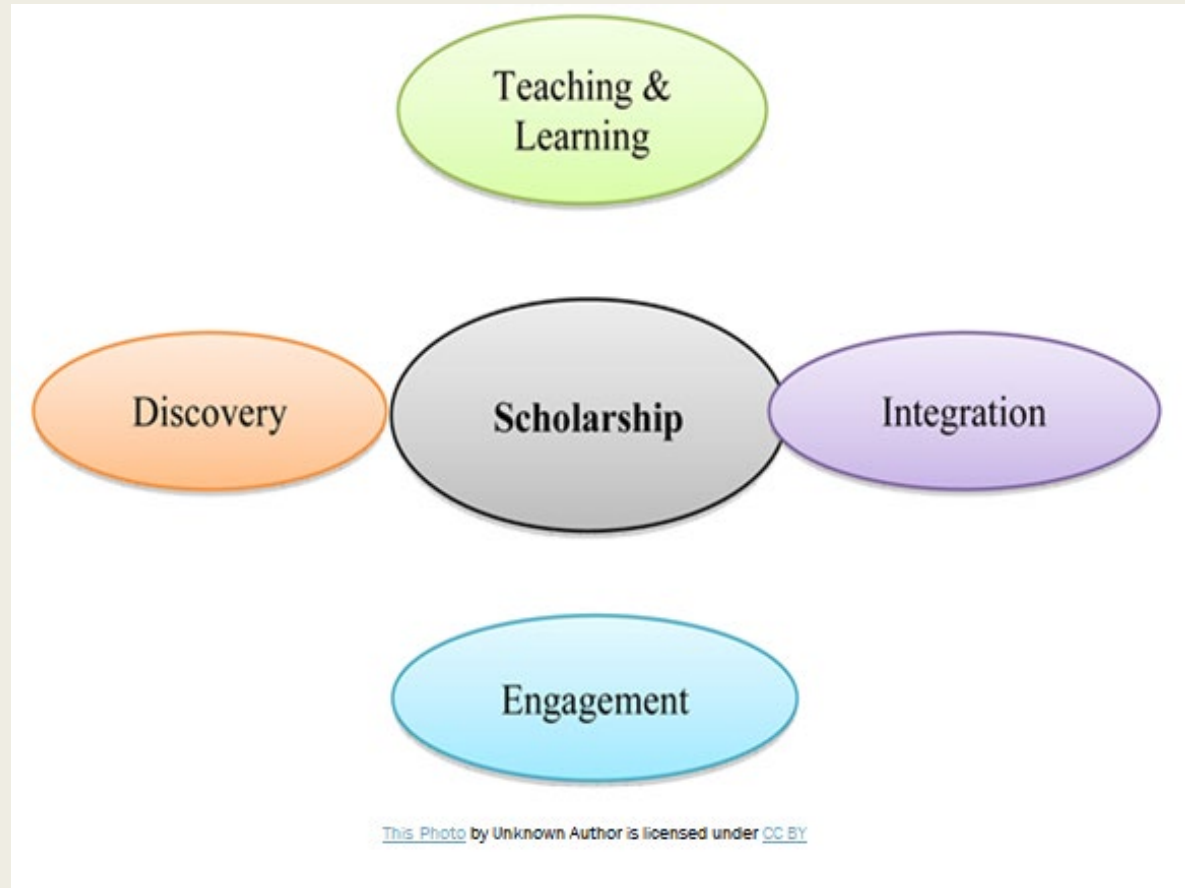 Teaching &
Learning
Discovery
Scholarship
Integration
Engagement
This Photo by Unknown Author is licensed under CC BY